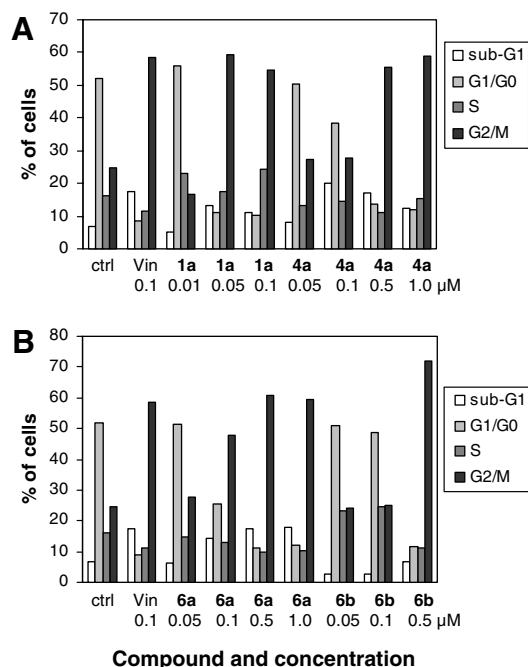 A
70
60
50
40
30
20
10
0
% of cells
sub-G1
G1/G0
S
G2/M
ctrl Vin 1a 1a 1a 4a 4a 4a 4a
0.1 0.01 0.05 0.1 0.05 0.1 0.5 1.0 µM
B
80
70
60
50
40
30
20
10
0
% of cells
sub-G1
G1/G0
S
G2/M
ctrl Vin 6a 6a 6a 6a 6b 6b 6b
0.1 0.05 0.1 0.5 1.0 0.05 0.1 0.5 µM
Compound and concentration